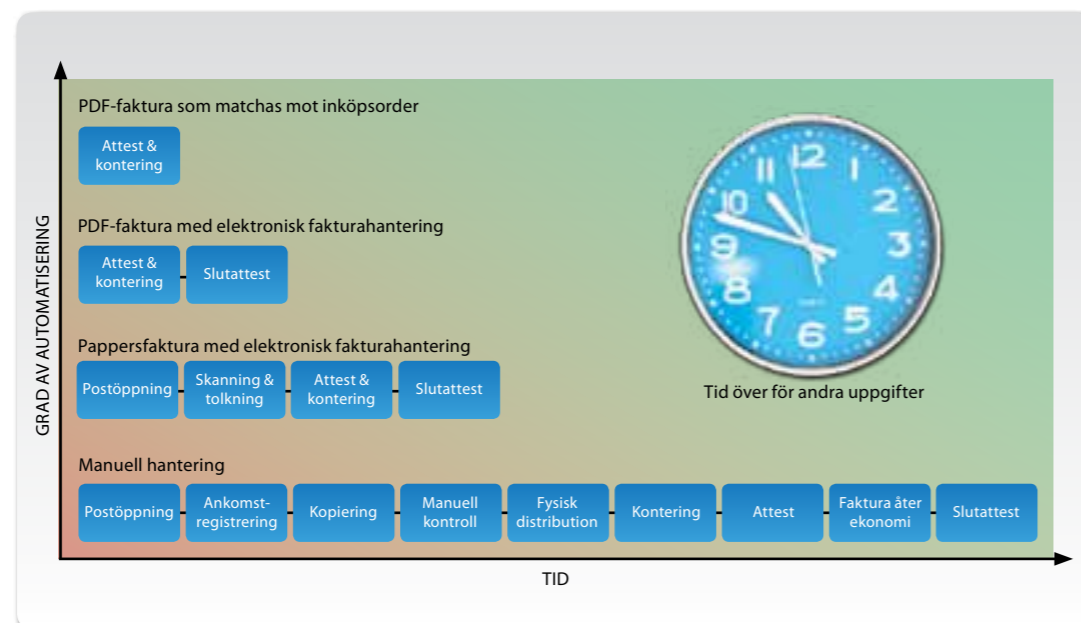 GRAD AV AUTOMATISERING
PDF-faktura som matchas mot inköpsorder
Attest &
kontering
PDF-faktura med elektronisk fakturahantering
Attest &
kontering
Slutattest
Pappersfaktura med elektronisk fakturahantering
Postöppning
Skanning &
tolkning
Attest &
kontering
Slutattest
Manuell hantering
Postöppning
Ankomst-
registrering
Kopiering
Manuell
kontroll
Fysisk
distribution
Kontering
Attest
Faktura åter
ekonomi
Slutattest
12
1
2
3
4
5
6
7
8
9
10
11
Tid över för andra uppgifter
TID